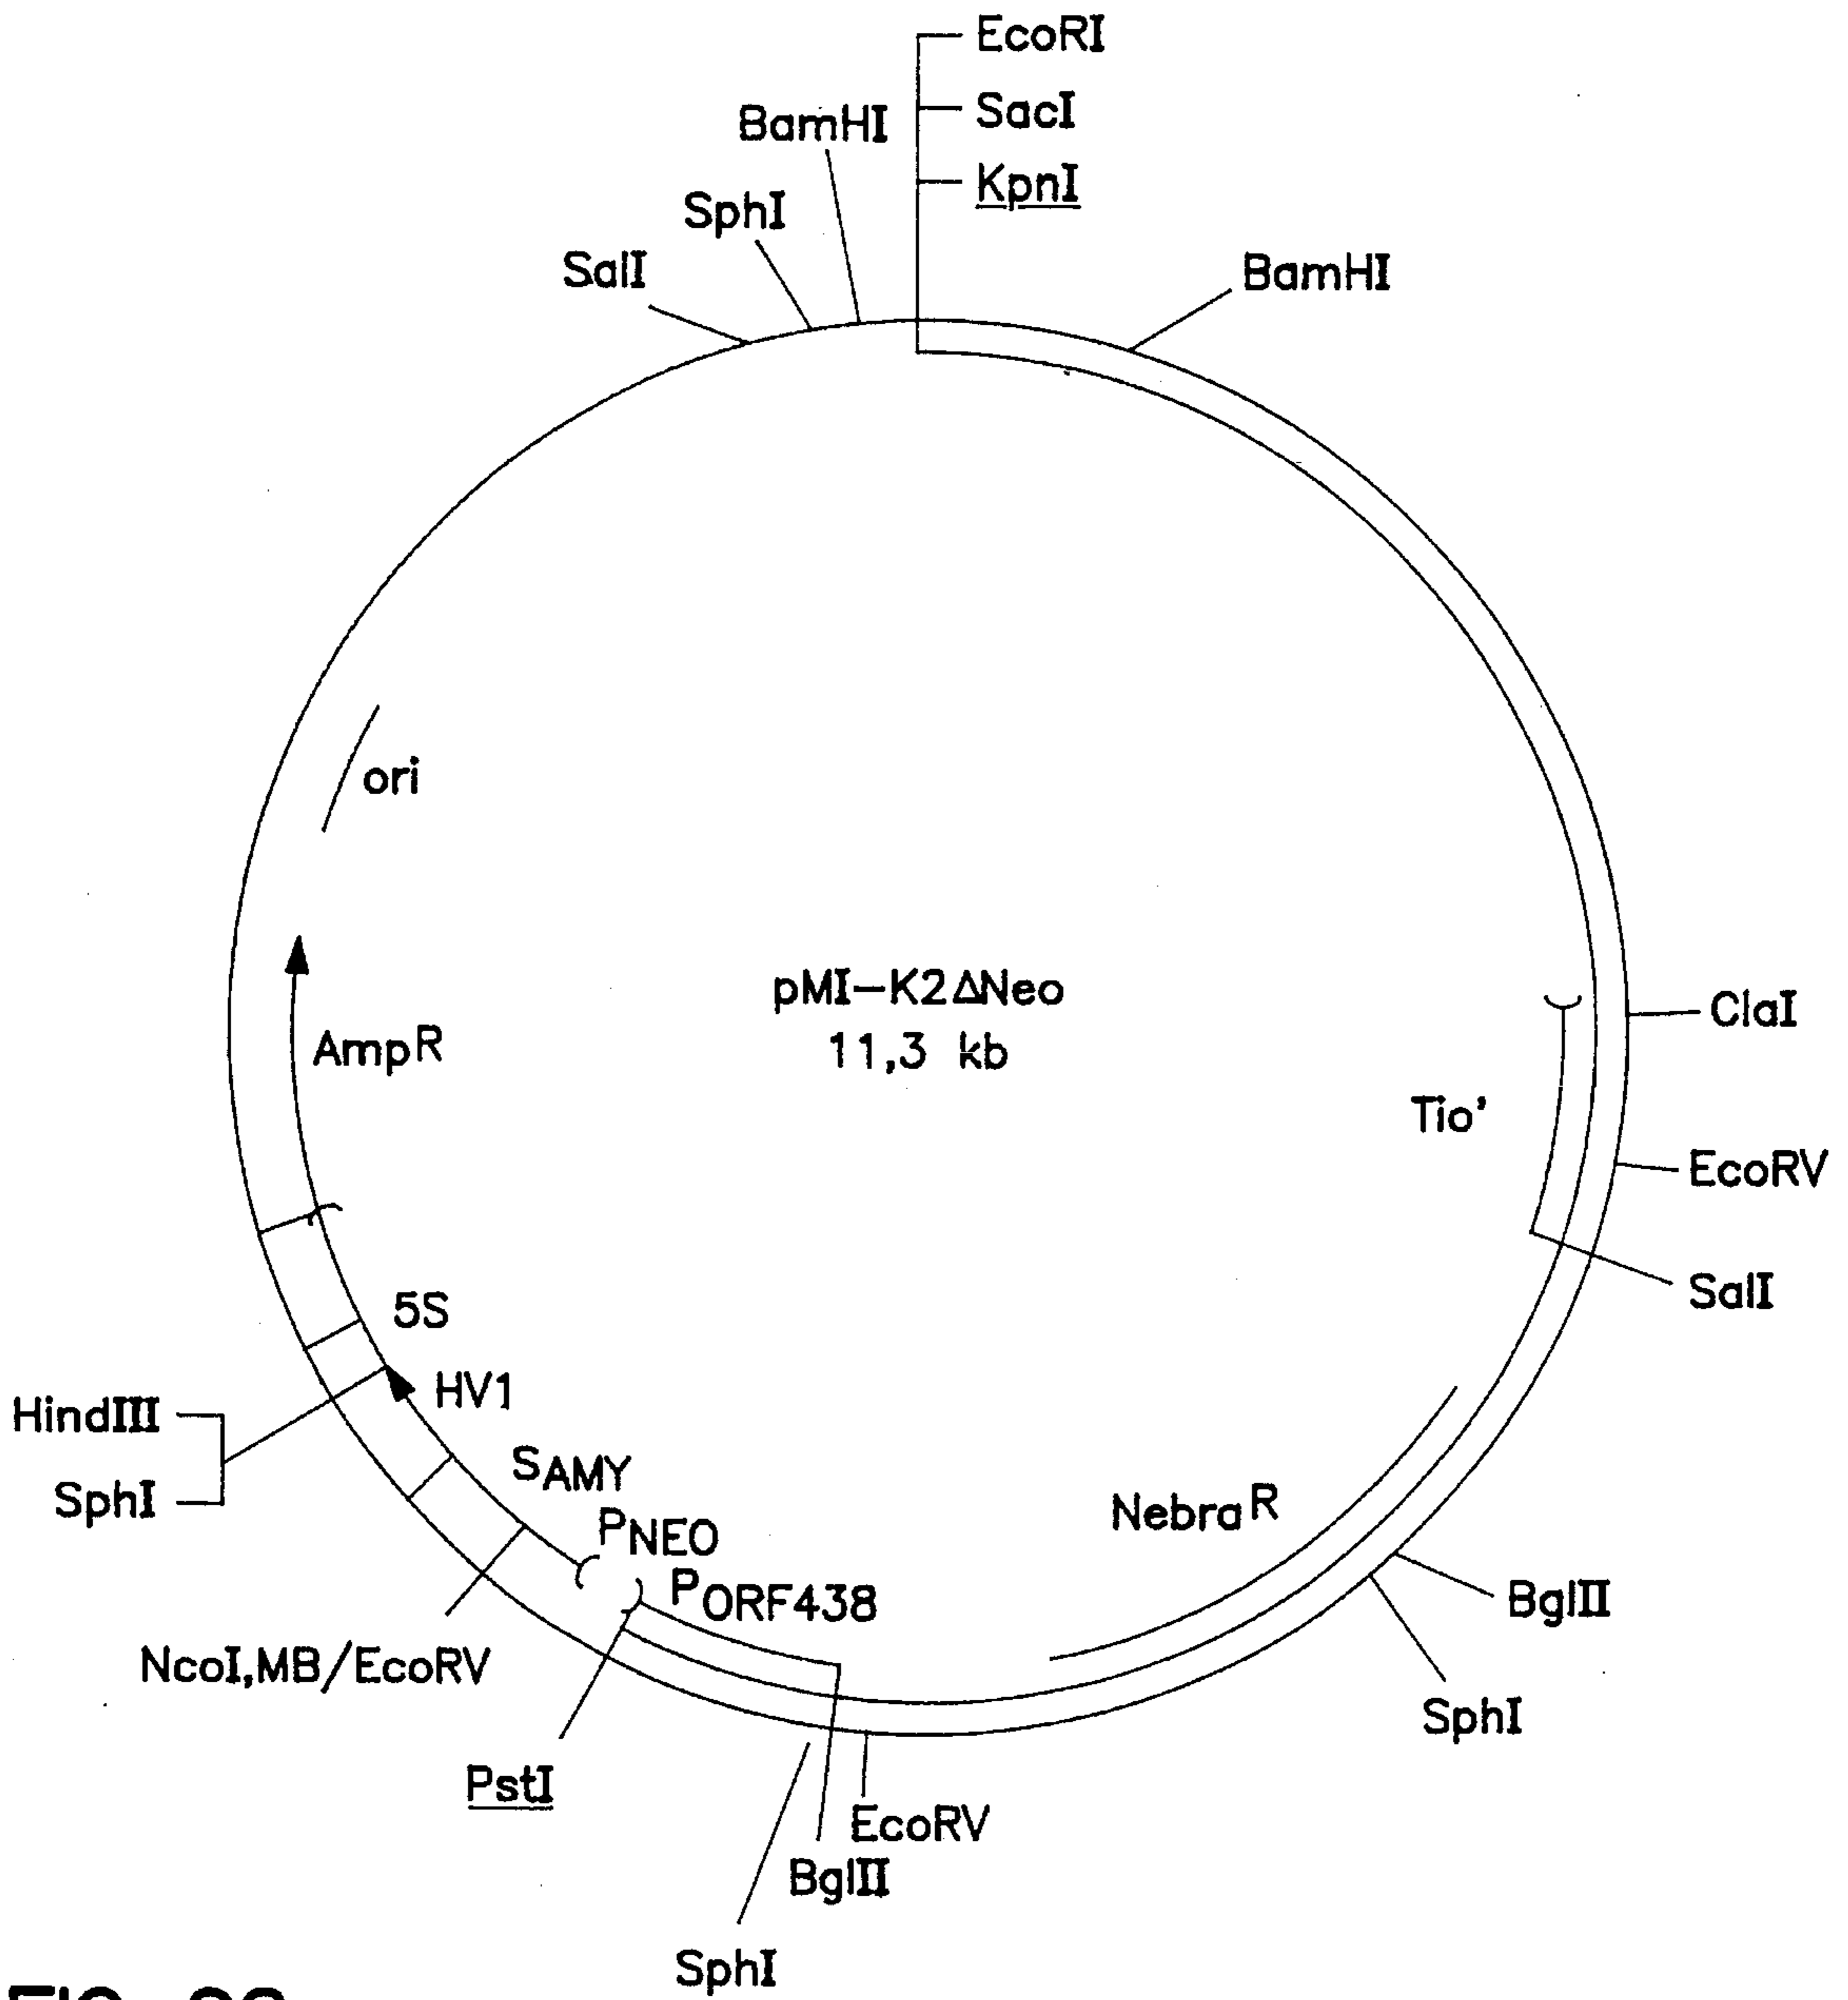 EcoRI
SacI
KpnI
BamHI
SphI
SalI
BamHI
ori
AmpR
pMI-K2ΔNeo
11,3 kb
ClaI
Tio'
EcoRV
SalI
5S
HV1
HindIII
SphI
SAMY
PNEO
PORF438
NebraR
BglII
SphI
NcoI,MB/EcoRV
PstI
EcoRV
BglII
SphI